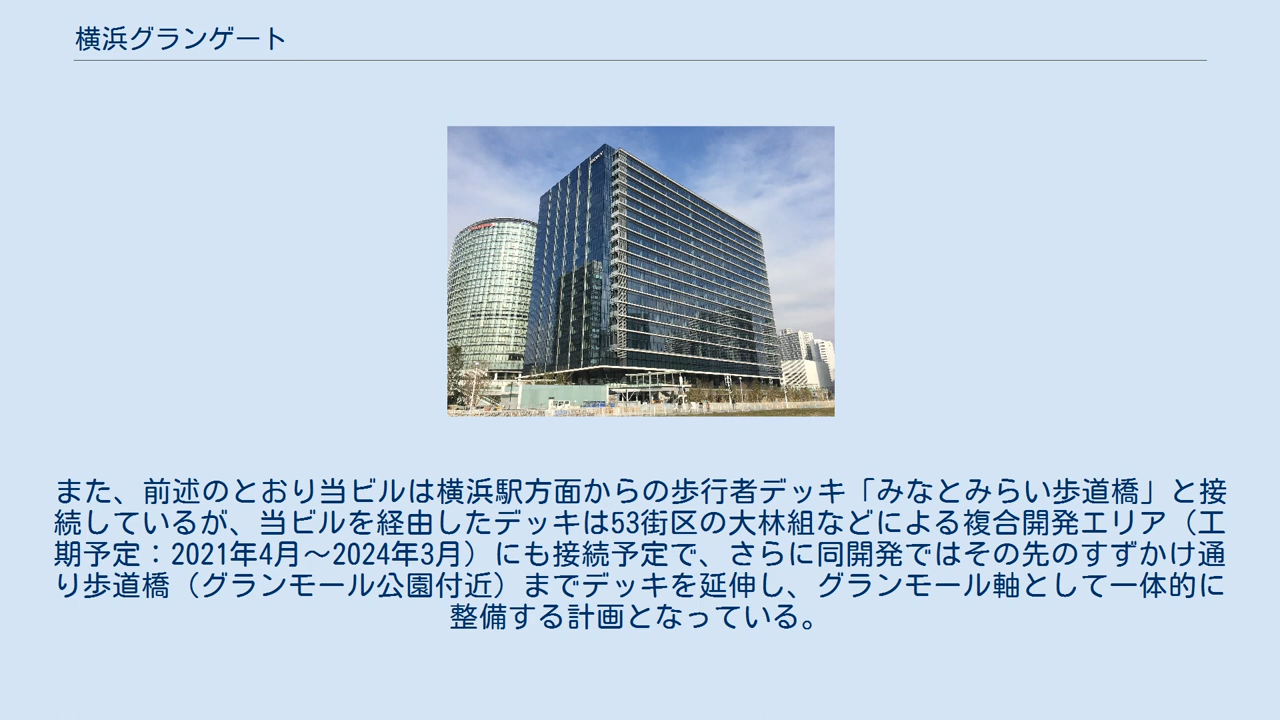 横浜グランゲート
また、前述のとおり当ビルは横浜駅方面からの歩行者デッキ「みなとみらい歩道橋」と接
続しているが、当ビルを経由したデッキは53街区の大林組などによる複合開発エリア（工
期予定：2021年4月～2024年3月）にも接続予定で、さらに同開発ではその先のすずかけ通
り歩道橋（グランモール公園付近）までデッキを延伸し、グランモール軸として一体的に
整備する計画となっている。